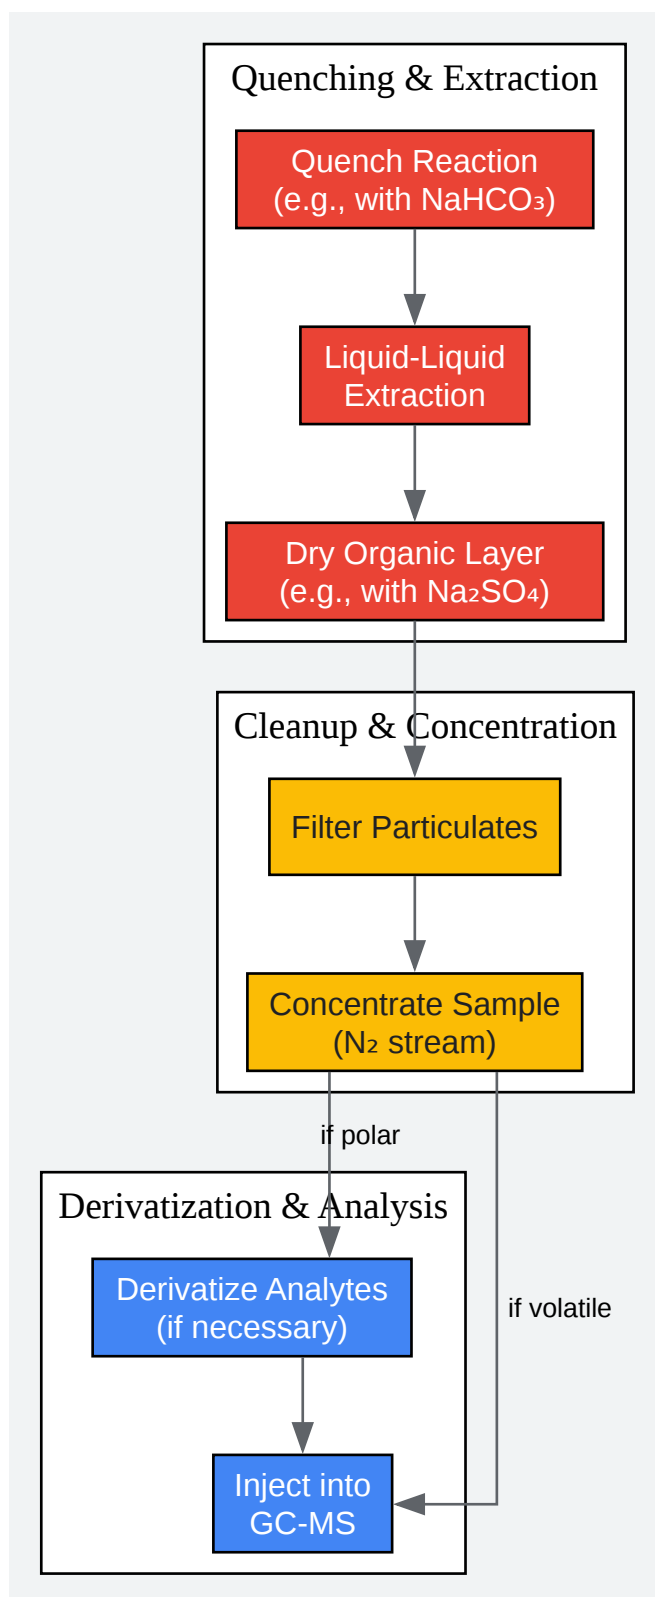 Quenching & Extraction
Quench Reaction
(e.g., with NaHCO₃)
Liquid-Liquid
Extraction
Dry Organic Layer
(e.g., with Na₂SO₄)
Cleanup & Concentration
Filter Particulates
Concentrate Sample
(N₂ stream)
if polar
Derivatization & Analysis
Derivatize Analytes
(if necessary)
if volatile
Inject into
GC-MS